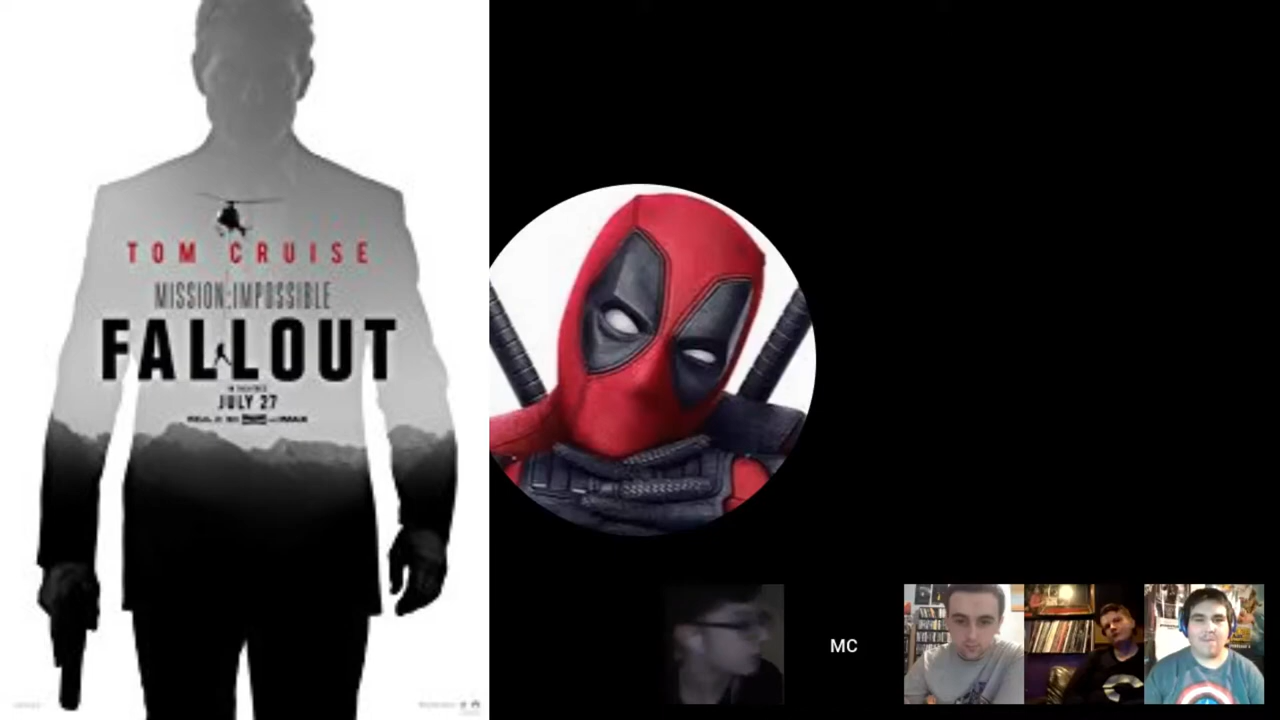 TOM CRUISE
MISSION:IMPOSSIBLE
FALLOUT
JULY 27
MC